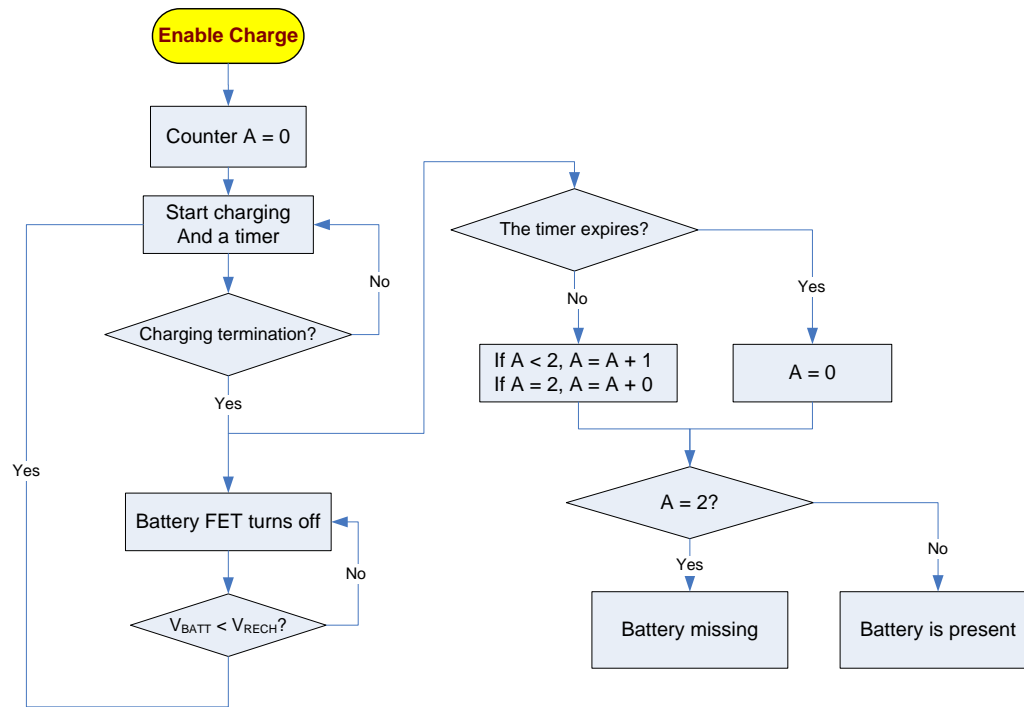 Enable Charge
Counter A = 0
Start charging
And a timer
No
Charging termination?
Yes
Yes
Battery FET turns off
No
VBATT < VRECH?
The timer expires?
No
Yes
If A < 2, A = A + 1
If A = 2, A = A + 0
A = 0
A = 2?
Yes
No
Battery missing
Battery is present